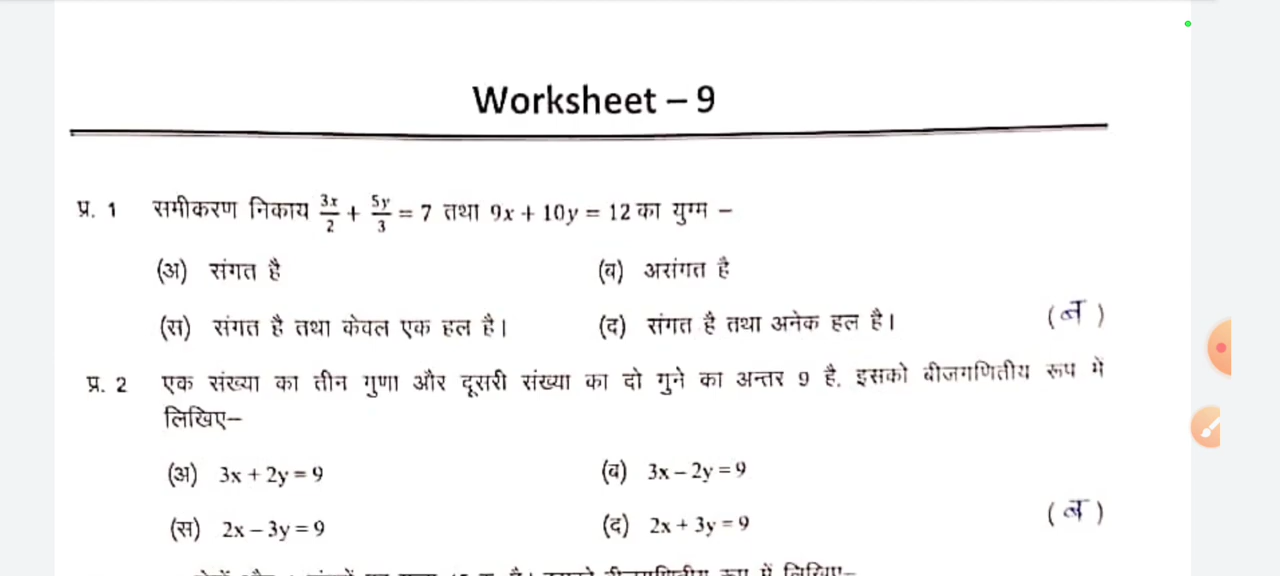 Worksheet – 9
प्र. 1 समीकरण निकाय 3x/2 + 5y/3 = 7 तथा 9x + 10y = 12 का युग्म –
(अ) संगत है (ब) असंगत है
(स) संगत है तथा केवल एक हल है। (द) संगत है तथा अनेक हल है। (ब)
प्र. 2 एक संख्या का तीन गुणा और दूसरी संख्या का दो गुने का अन्तर 9 है. इसको बीजगणितीय रूप में
लिखिए–
(अ) 3x + 2y = 9 (ब) 3x – 2y = 9
(स) 2x – 3y = 9 (द) 2x + 3y = 9 (ब)
में लिखिए–